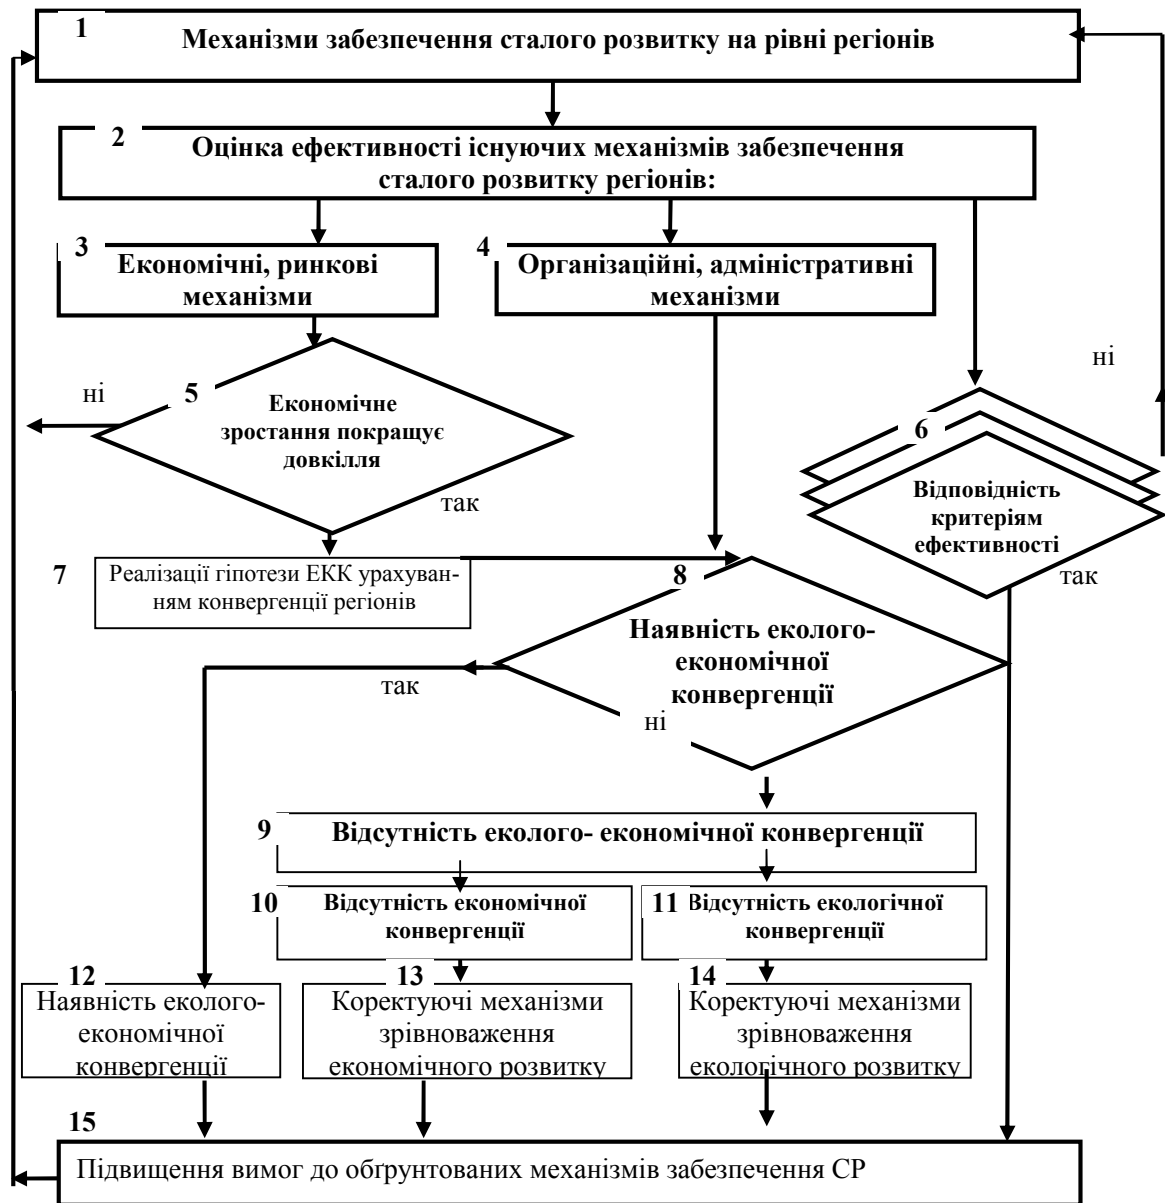 1
Механізми забезпечення сталого розвитку на рівні регіонів
2
Оцінка ефективності існуючих механізмів забезпечення
сталого розвитку регіонів:
3
Економічні, ринкові
механізми
4
Організаційні, адміністративні
механізми
ні
ні
5
Економічне
зростання покращує
довкілля
так
6
Відповідність
критеріям
ефективності
так
7
Реалізації гіпотези ЕКК урахуван-
ням конвергенції регіонів
8
Наявність еколого-
економічної
конвергенції
так
ні
9
Відсутність еколого- економічної конвергенції
10
Відсутність економічної
конвергенції
11
Відсутність екологічної
конвергенції
12
Наявність еколого-
економічної
конвергенції
13
Коректуючі механізми
зрівноваження
економічного розвитку
14
Коректуючі механізми
зрівноваження
екологічного розвитку
15
Підвищення вимог до обґрунтованих механізмів забезпечення СР